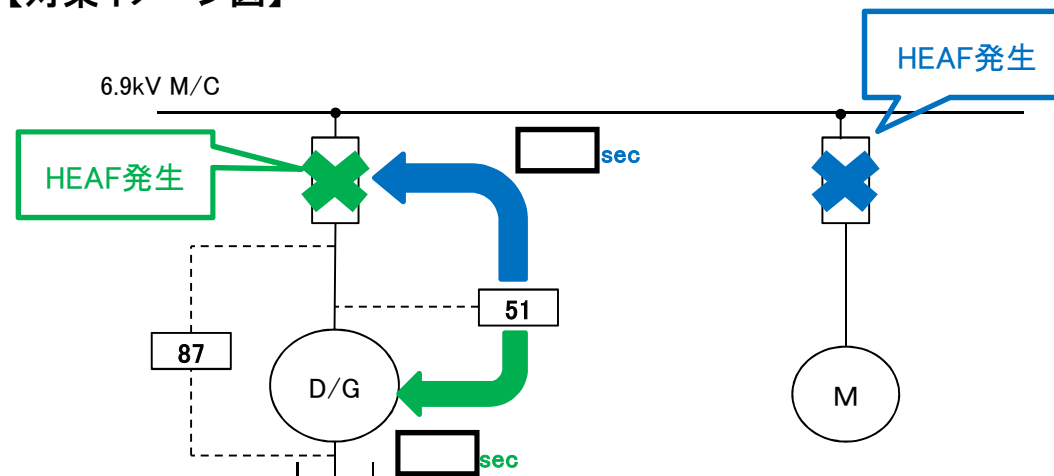 6.9kV M/C
HEAF発生
HEAF発生
sec
51
87
D/G
M
sec